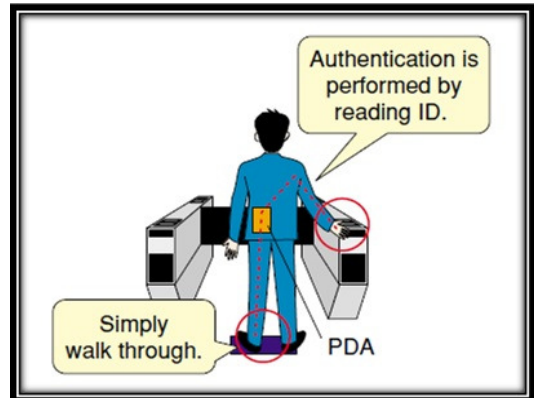 Authentication is
performed by
reading ID.
Simply
walk through.
PDA